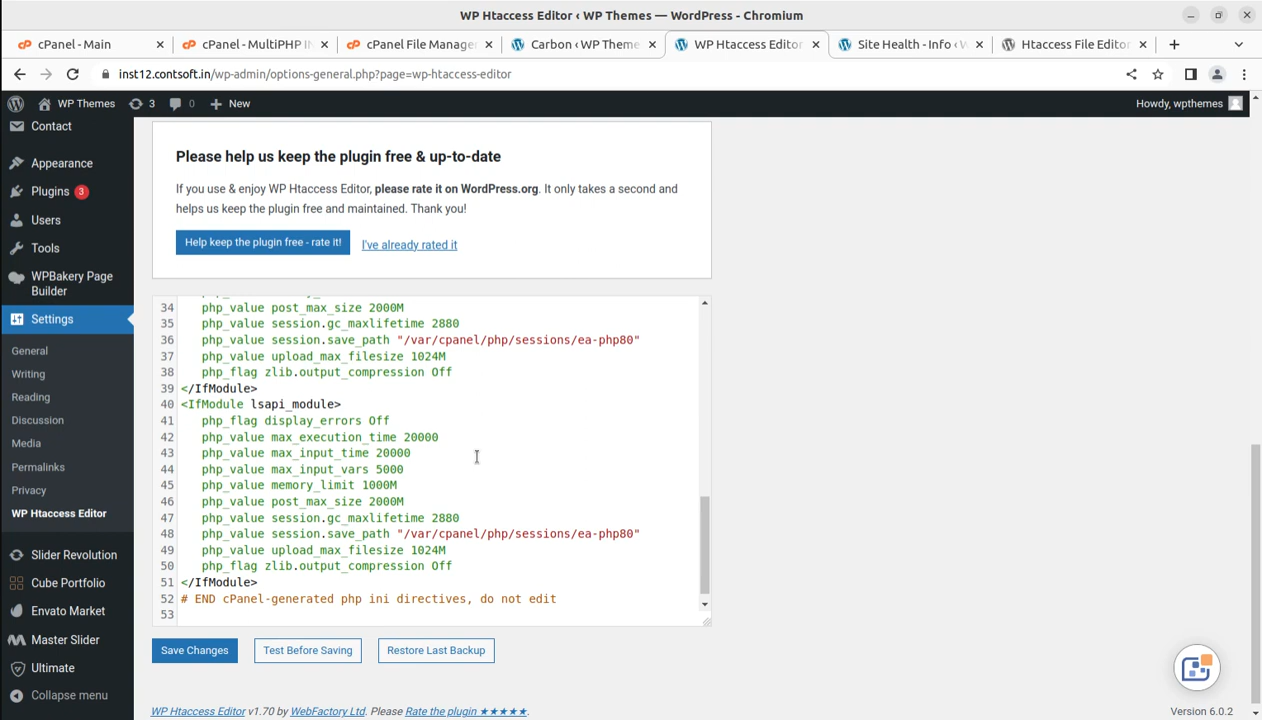 WP Htaccess Editor ‹ WP Themes — WordPress - Chromium
cPanel - Main
cPanel - MultiPHP IN
cPanel File Manage
Carbon ‹ WP Theme
WP Htaccess Editor
Site Health - Info ‹ W
Htaccess File Editor
inst12.contsoft.in/wp-admin/options-general.php?page=wp-htaccess-editor
WP Themes
3
0
New
Howdy, wpthemes
Contact
Appearance
Plugins 3
Users
Tools
WPBakery Page
Builder
Settings
General
Writing
Reading
Discussion
Media
Permalinks
Privacy
WP Htaccess Editor
Slider Revolution
Cube Portfolio
Envato Market
Master Slider
Ultimate
Collapse menu
Please help us keep the plugin free & up-to-date
If you use & enjoy WP Htaccess Editor, please rate it on WordPress.org. It only takes a second and
helps us keep the plugin free and maintained. Thank you!
Help keep the plugin free - rate it!
I've already rated it
34 php_value post_max_size 2000M
35 php_value session.gc_maxlifetime 2880
36 php_value session.save_path "/var/cpanel/php/sessions/ea-php80"
37 php_value upload_max_filesize 1024M
38 php_flag zlib.output_compression Off
39 </IfModule>
40 <IfModule lsapi_module>
41 php_flag display_errors Off
42 php_value max_execution_time 20000
43 php_value max_input_time 20000
44 php_value max_input_vars 5000
45 php_value memory_limit 1000M
46 php_value post_max_size 2000M
47 php_value session.gc_maxlifetime 2880
48 php_value session.save_path "/var/cpanel/php/sessions/ea-php80"
49 php_value upload_max_filesize 1024M
50 php_flag zlib.output_compression Off
51 </IfModule>
52 # END cPanel-generated php ini directives, do not edit
53
Save Changes
Test Before Saving
Restore Last Backup
WP Htaccess Editor v1.70 by WebFactory Ltd. Please Rate the plugin ★★★★★.
Version 6.0.2